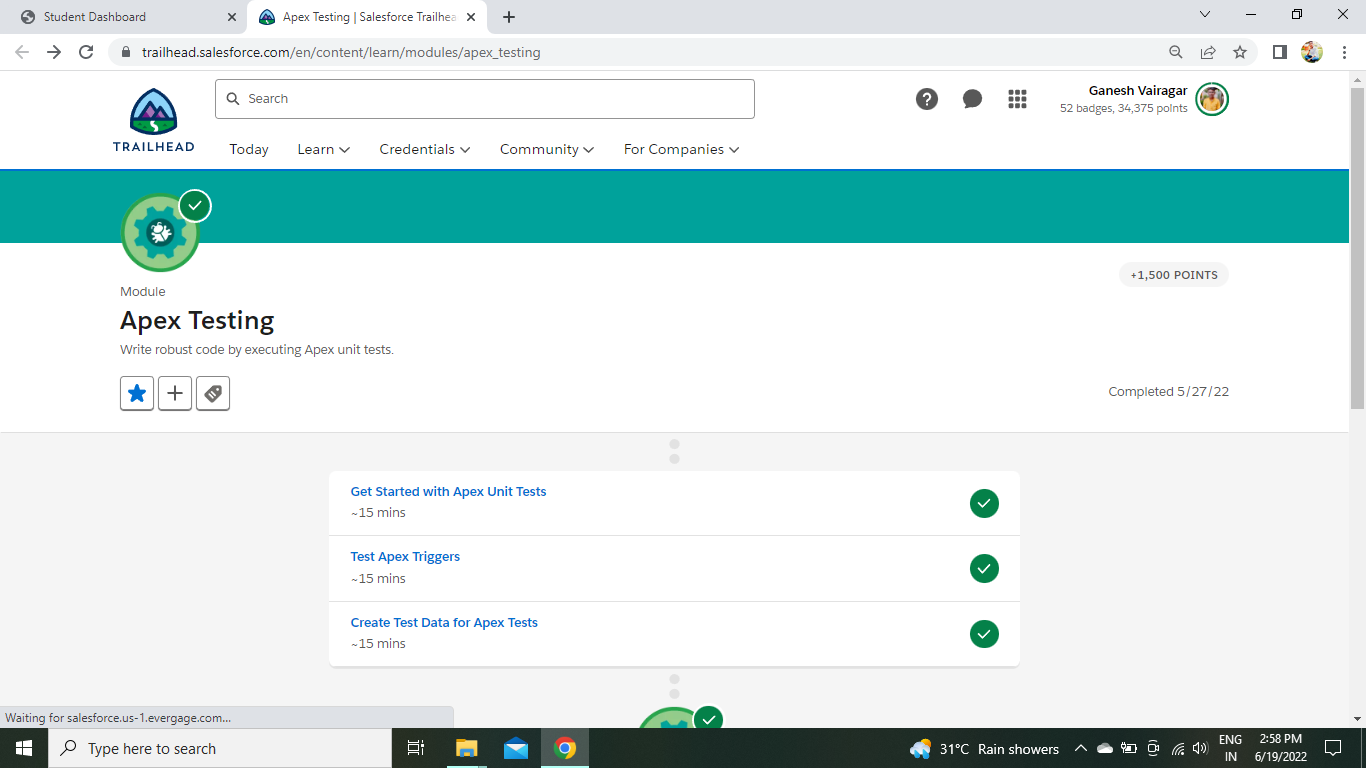 Student Dashboard
Apex Testing | Salesforce Trailhea
trailhead.salesforce.com/en/content/learn/modules/apex_testing
TRAILHEAD
Search
Ganesh Vairagar
52 badges, 34,375 points
Today
Learn
Credentials
Community
For Companies
+1,500 POINTS
Module
Apex Testing
Write robust code by executing Apex unit tests.
Completed 5/27/22
Get Started with Apex Unit Tests
~15 mins
Test Apex Triggers
~15 mins
Create Test Data for Apex Tests
~15 mins
Waiting for salesforce.us-1.evergage.com...
Type here to search
31°C Rain showers
ENG
IN
2:58 PM
6/19/2022